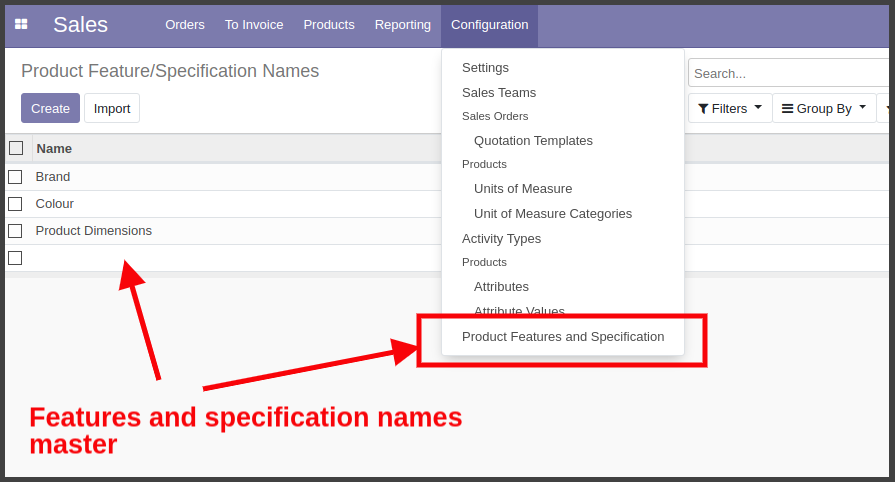 Sales
Orders
To Invoice
Products
Reporting
Configuration
Product Feature/Specification Names
Search...
Create
Import
Filters
Group By
Name
Brand
Colour
Product Dimensions
Settings
Sales Teams
Sales Orders
Quotation Templates
Products
Units of Measure
Unit of Measure Categories
Activity Types
Products
Attributes
Attribute Values
Product Features and Specification
Features and specification names
master